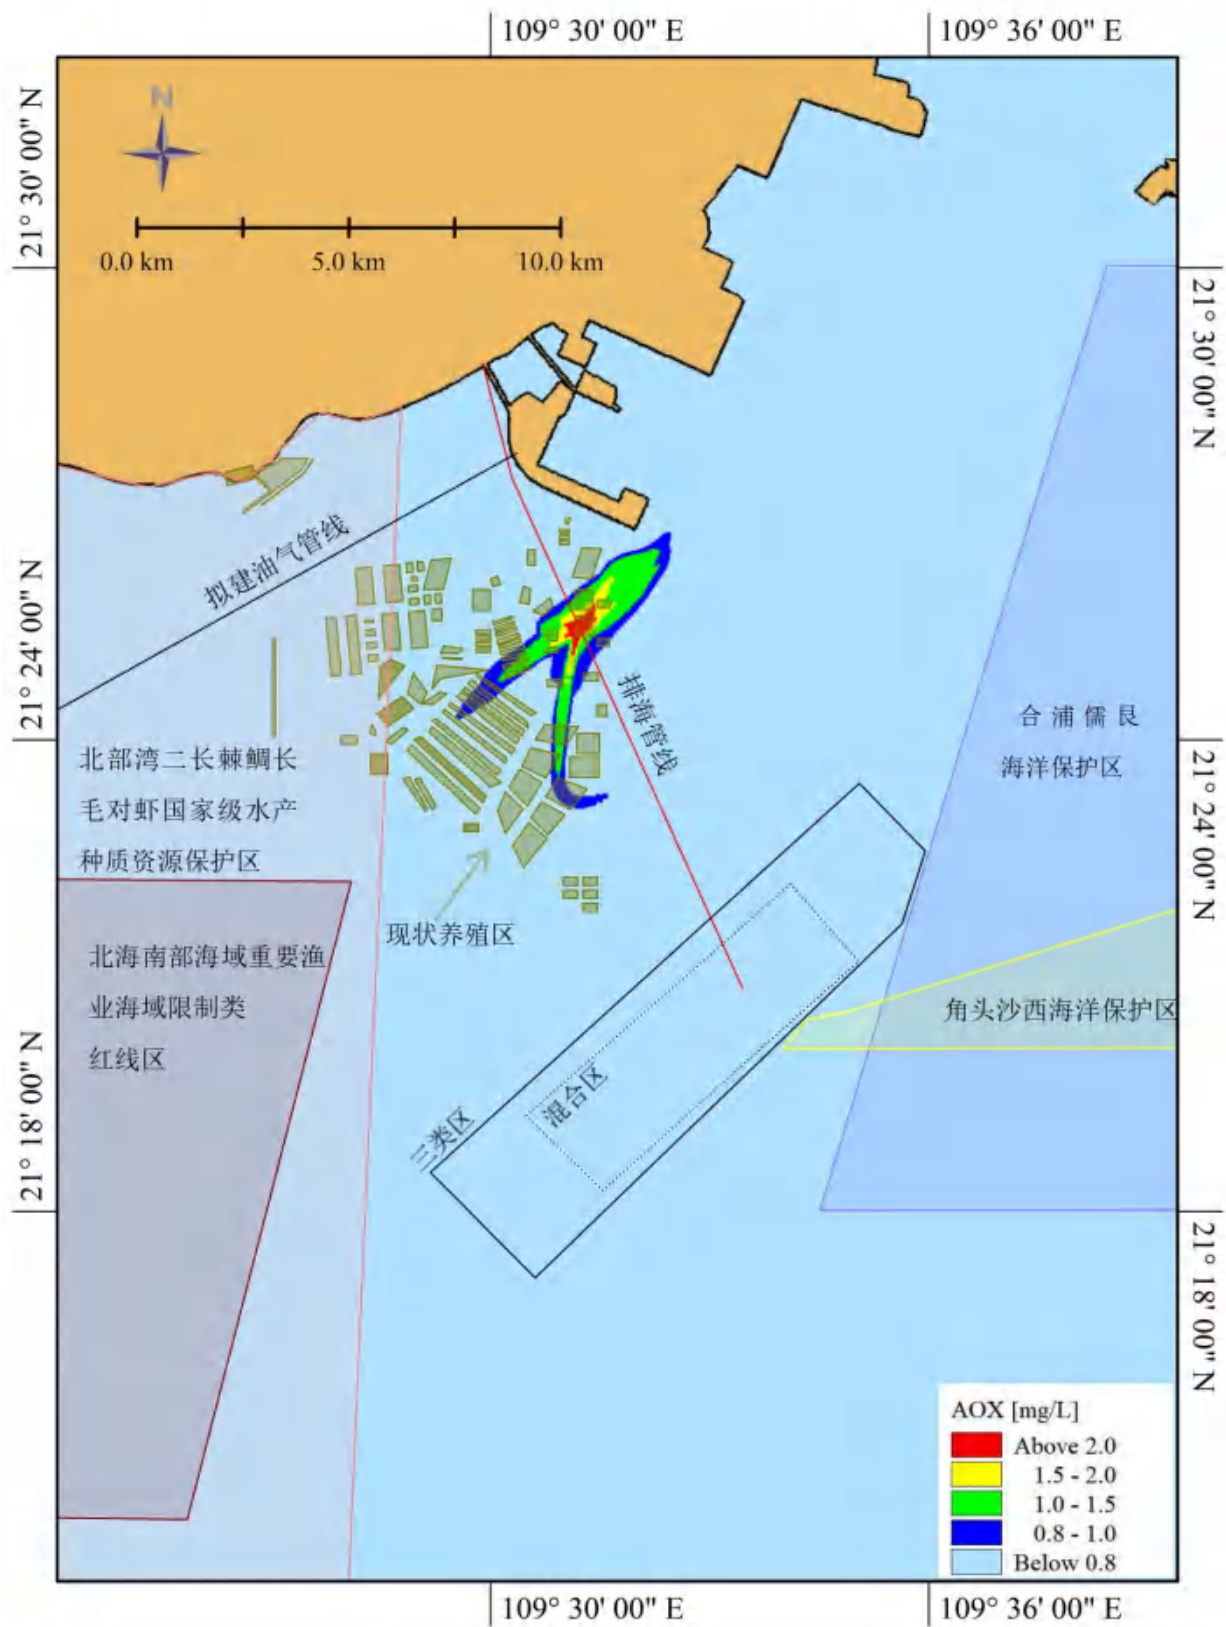 109° 30' 00" E
109° 36' 00" E
N
21° 30' 00" N
0.0 km
5.0 km
10.0 km
21° 30' 00" N
拟建油气管线
21° 24' 00" N
排海管线
合浦儒艮
海洋保护区
北部湾二长棘鲷长
毛对虾国家级水产
种质资源保护区
21° 24' 00" N
现状养殖区
北海南部海域重要渔
业海域限制类
红线区
角头沙西海洋保护区
混合区
三类区
21° 18' 00" N
21° 18' 00" N
AOX [mg/L]
Above 2.0
1.5 - 2.0
1.0 - 1.5
0.8 - 1.0
Below 0.8
109° 30' 00" E
109° 36' 00" E